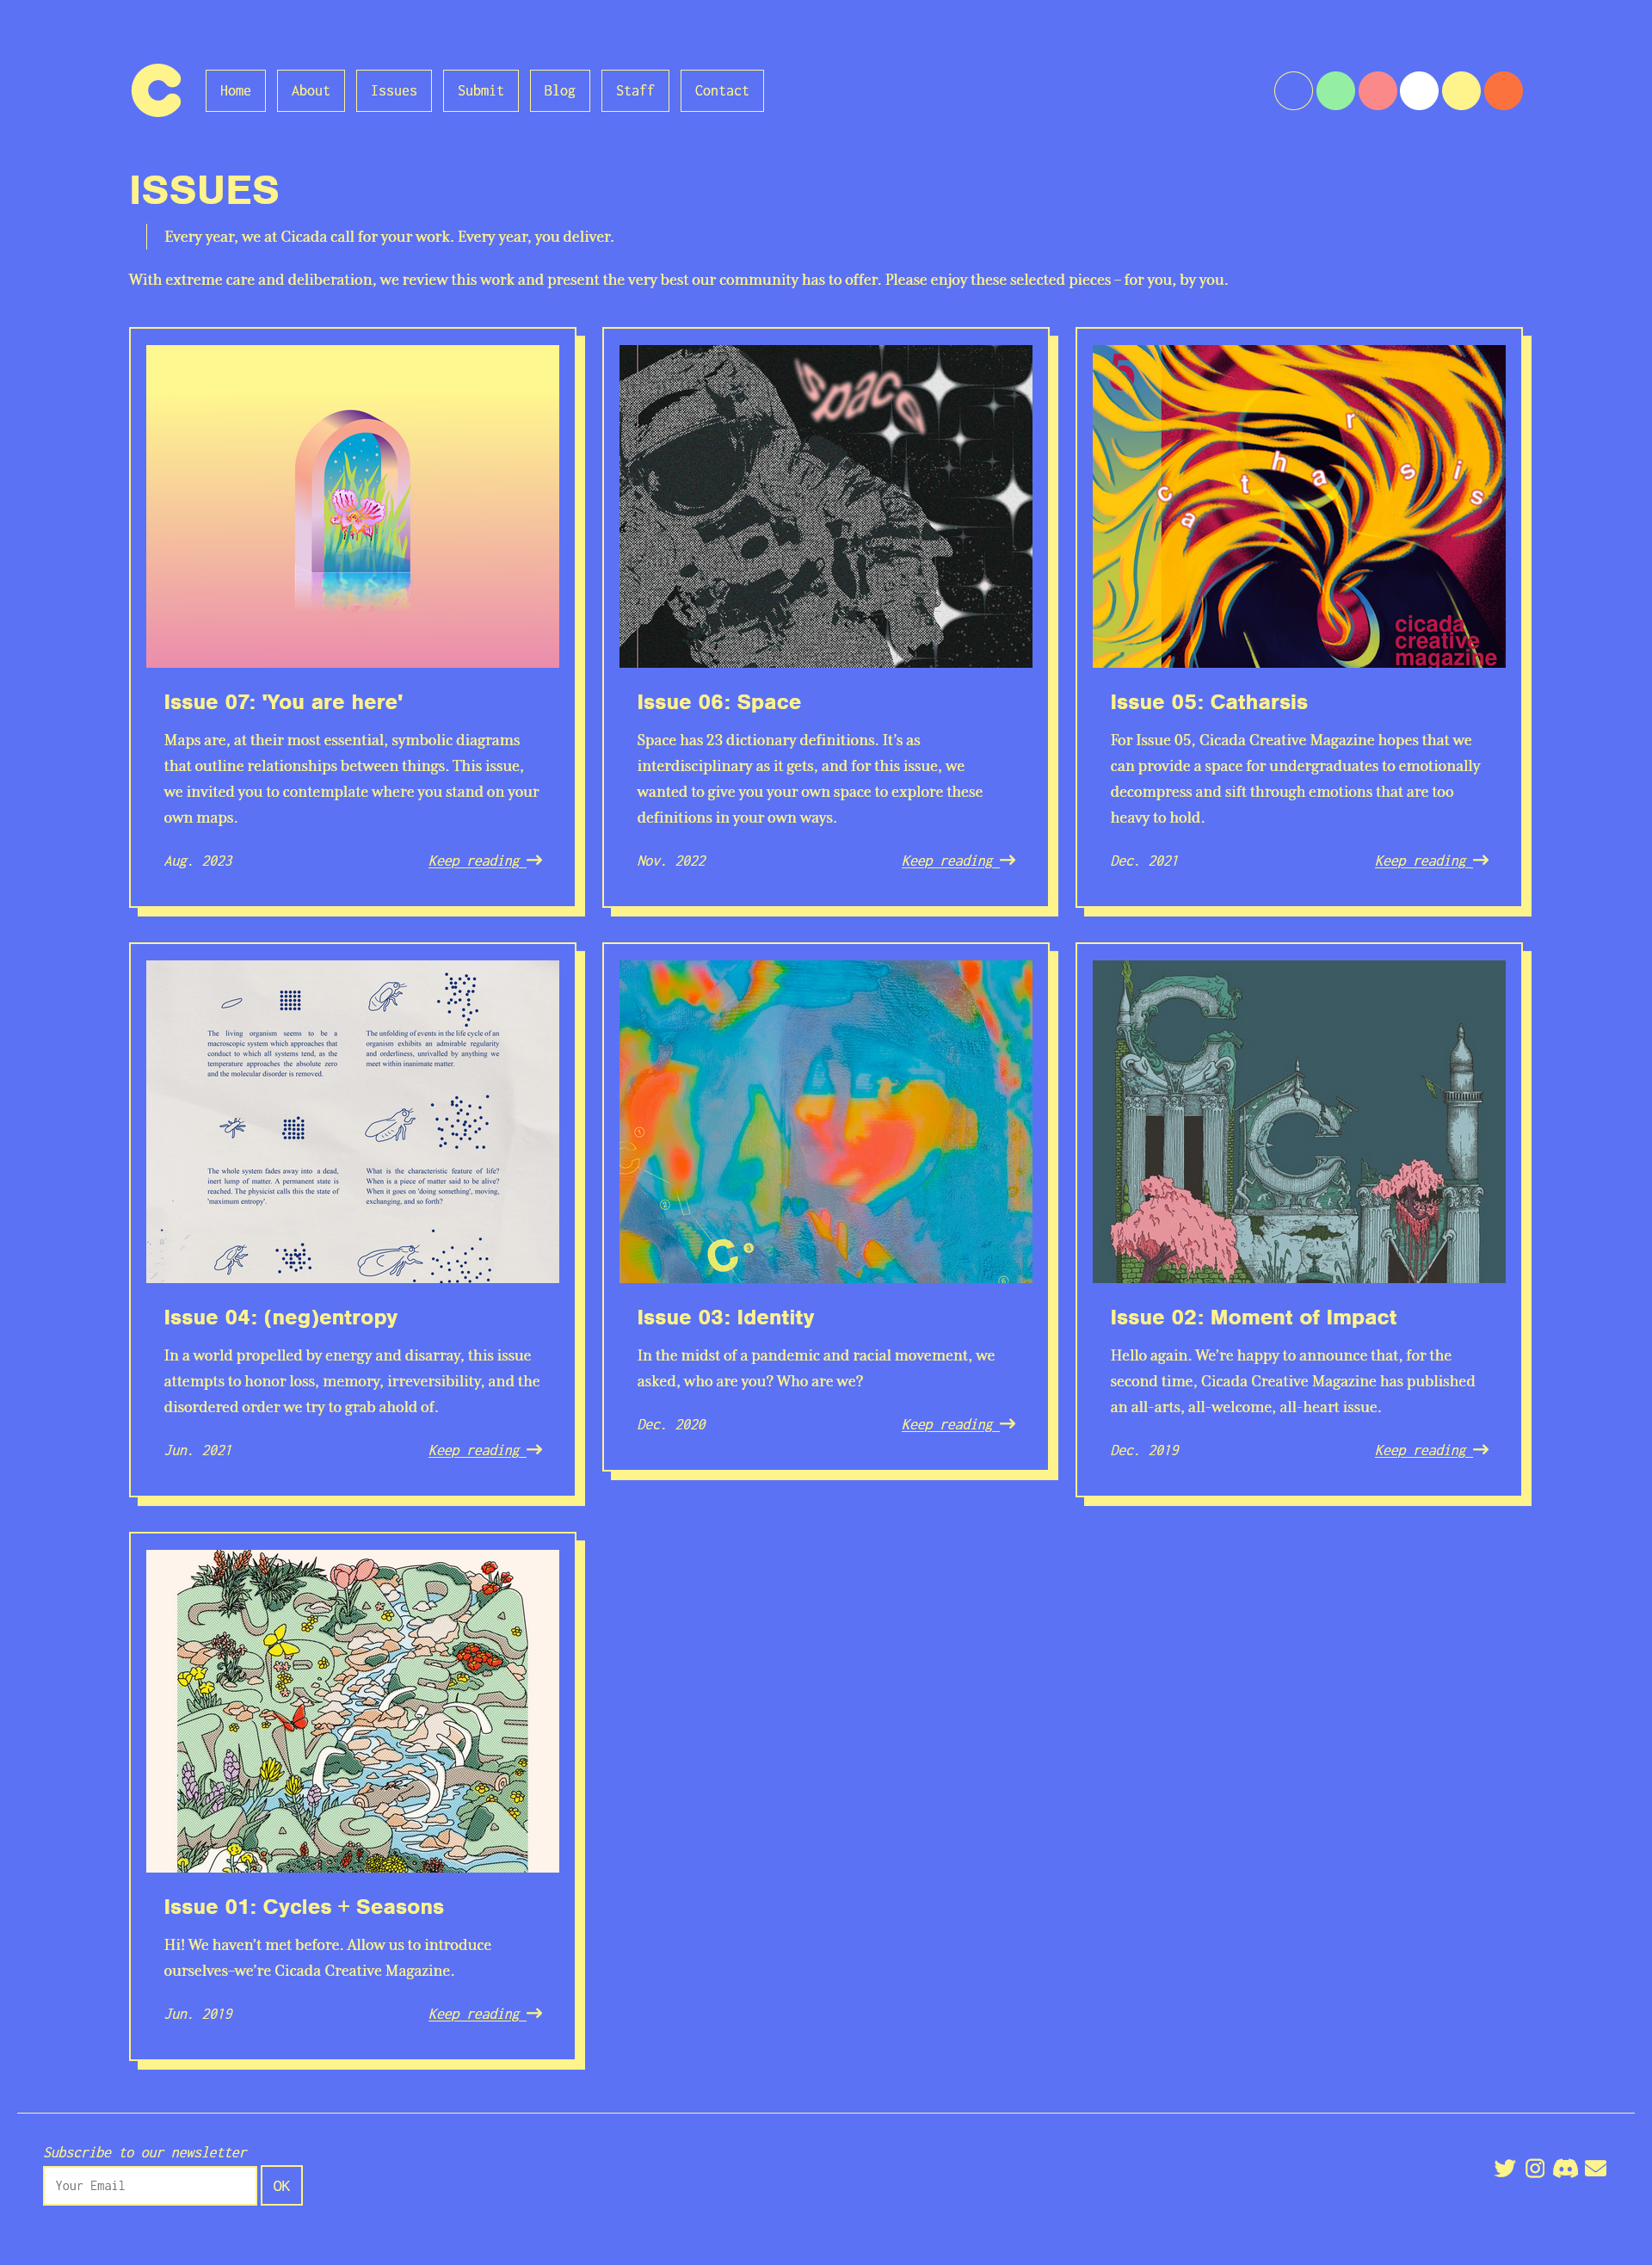 C
Home
About
Issues
Submit
Blog
Staff
Contact
ISSUES
Every year, we at Cicada call for your work. Every year, you deliver.
With extreme care and deliberation, we review this work and present the very best our community has to offer. Please enjoy these selected pieces – for you, by you.
Issue 07: 'You are here'
Maps are, at their most essential, symbolic diagrams
that outline relationships between things. This issue,
we invited you to contemplate where you stand on your
own maps.
Aug. 2023
Keep reading
space
Issue 06: Space
Space has 23 dictionary definitions. It’s as
interdisciplinary as it gets, and for this issue, we
wanted to give you your own space to explore these
definitions in your own ways.
Nov. 2022
Keep reading
5
catharsis
cicada
creative
magazine
Issue 05: Catharsis
For Issue 05, Cicada Creative Magazine hopes that we
can provide a space for undergraduates to emotionally
decompress and sift through emotions that are too
heavy to hold.
Dec. 2021
Keep reading
The living organism seems to be a
macroscopic system which approaches that
conduct to which all systems tend, as the
temperature approaches the absolute zero
and the molecular disorder is removed.
The unfolding of events in the life cycle of an
organism exhibits an admirable regularity
and orderliness, unrivalled by anything we
meet within inanimate matter.
The whole system fades away into a dead,
inert lump of matter. A permanent state is
reached. The physicist calls this the state of
'maximum entropy'.
What is the characteristic feature of life?
When is a piece of matter said to be alive?
When it goes on 'doing something', moving,
exchanging, and so forth?
Issue 04: (neg)entropy
In a world propelled by energy and disarray, this issue
attempts to honor loss, memory, irreversibility, and the
disordered order we try to grab ahold of.
Jun. 2021
Keep reading
1
2
C 3
6
Issue 03: Identity
In the midst of a pandemic and racial movement, we
asked, who are you? Who are we?
Dec. 2020
Keep reading
C
C
M
Issue 02: Moment of Impact
Hello again. We’re happy to announce that, for the
second time, Cicada Creative Magazine has published
an all-arts, all-welcome, all-heart issue.
Dec. 2019
Keep reading
CICADA
CREA
TIVE
MAGA
Issue 01: Cycles + Seasons
Hi! We haven’t met before. Allow us to introduce
ourselves–we’re Cicada Creative Magazine.
Jun. 2019
Keep reading
Subscribe to our newsletter
Your Email
OK